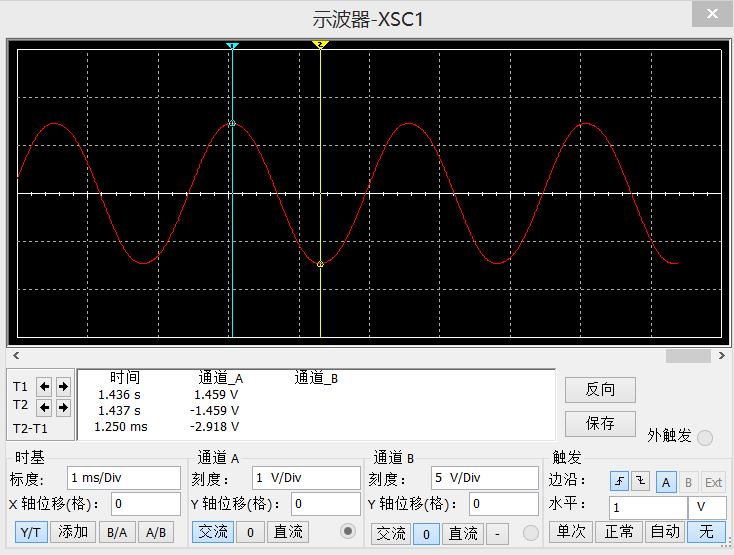 示波器-XSC1
1 2
时间 通道_A 通道_B
T1 1.436 s 1.459 V
T2 1.437 s -1.459 V
T2-T1 1.250 ms -2.918 V
反向
保存
外触发
时基 通道 A 通道 B 触发
标度: 1 ms/Div 刻度: 1 V/Div 刻度: 5 V/Div 边沿: A B Ext
X 轴位移(格): 0 Y 轴位移(格): 0 Y 轴位移(格): 0 水平: 1 V
Y/T 添加 B/A A/B 交流 0 直流 交流 0 直流 - 单次 正常 自动 无